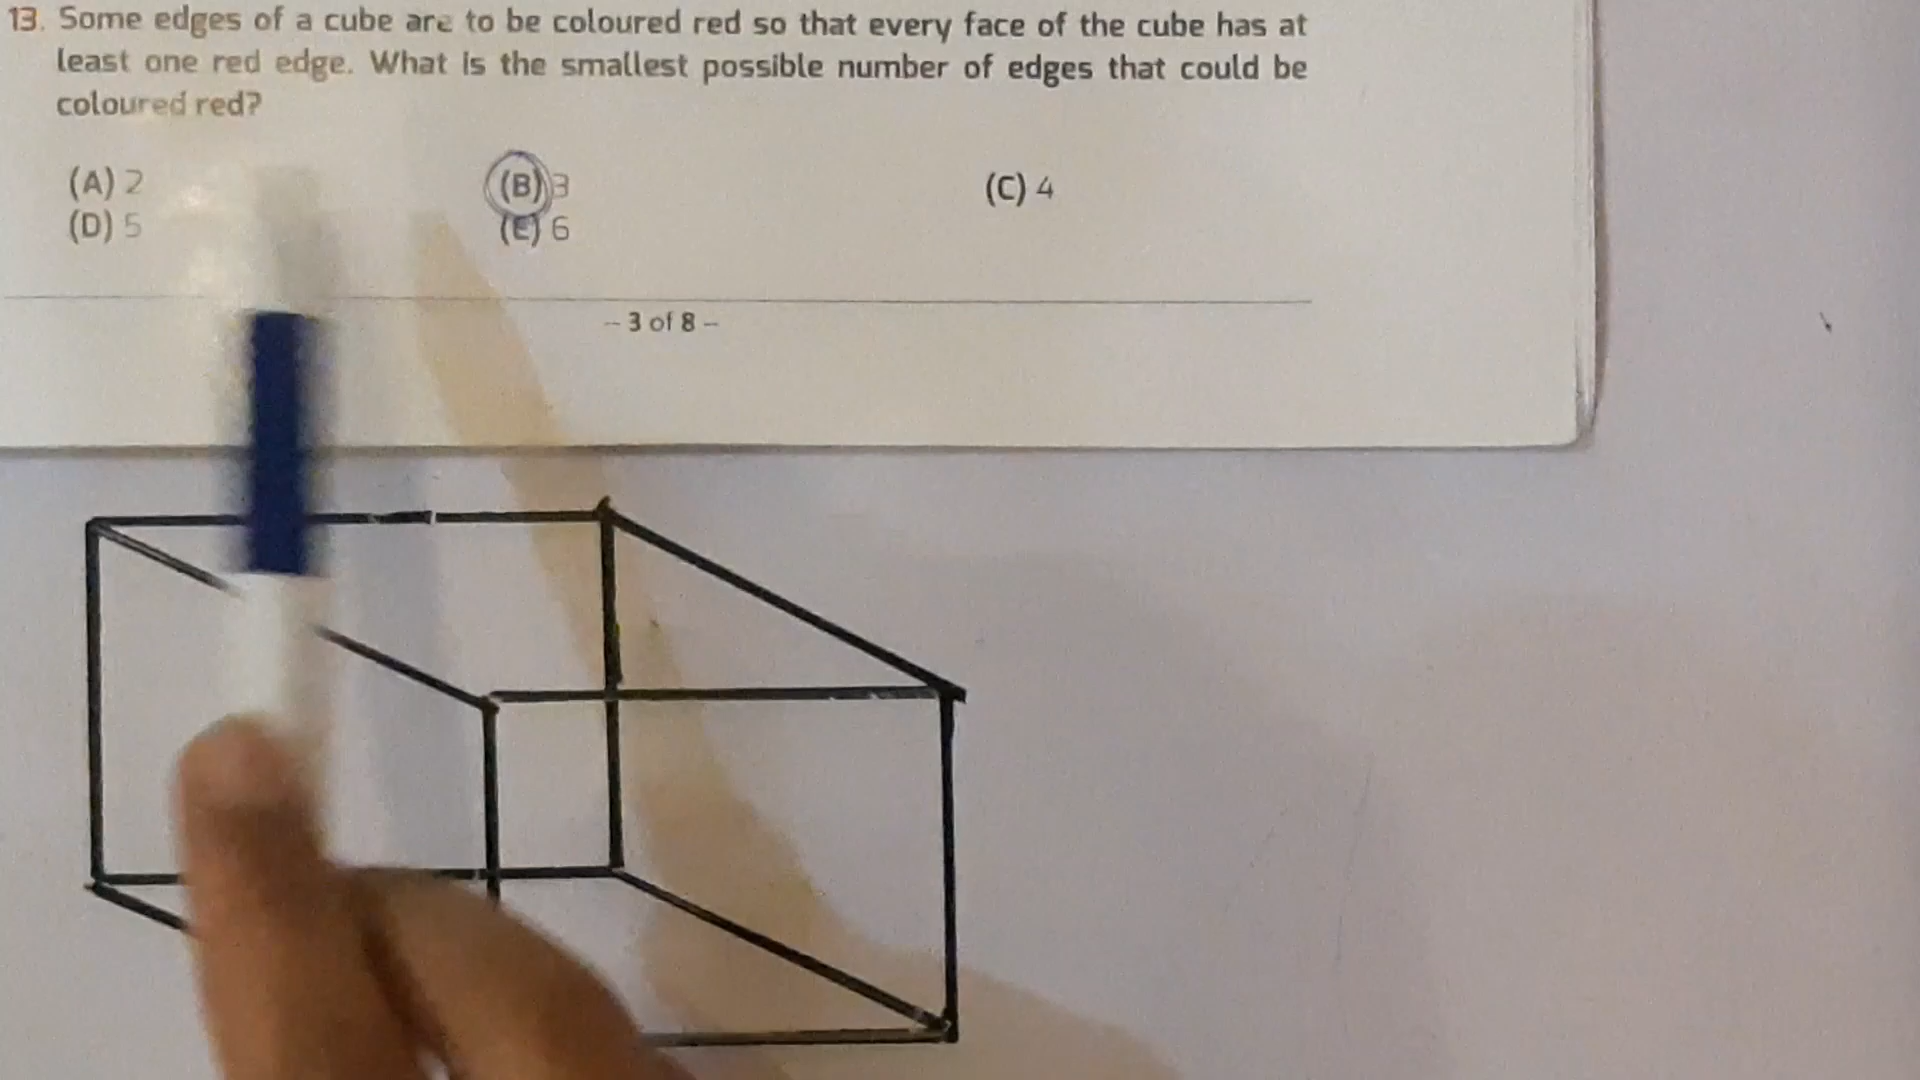 13. Some edges of a cube are to be coloured red so that every face of the cube has at
least one red edge. What is the smallest possible number of edges that could be
coloured red?
(A) 2 (B) 3 (C) 4
(D) 5 (E) 6
-- 3 of 8 --